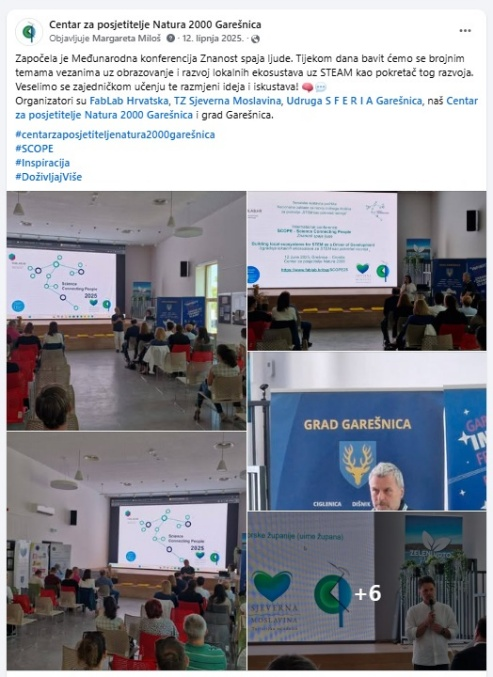 Centar za posjetitelje Natura 2000 Garešnica
Objavljuje Margareta Miloš · 12. lipnja 2025. ·
Započela je Međunarodna konferencija Znanost spaja ljude. Tijekom dana bavit ćemo se brojnim
temama vezanima uz obrazovanje i razvoj lokalnih ekosustava uz STEAM kao pokretač tog razvoja.
Veselimo se zajedničkom učenju te razmjeni ideja i iskustava!
Organizatori su FabLab Hrvatska, TZ Sjeverna Moslavina, Udruga S F E R I A Garešnica, naš Centar
za posjetitelje Natura 2000 Garešnica i grad Garešnica.
#centarzaposjetiteljenatura2000garešnica
#SCOPE
#Inspiracija
#DoživljajViše
Science
Connecting People
2025
International conference
SCOPE - Science Connecting People
GRAD GAREŠNICA
CIGLENICA
DIŠNIK
Science
Connecting People
2025
SJEVERNA
MOSLAVINA
+6